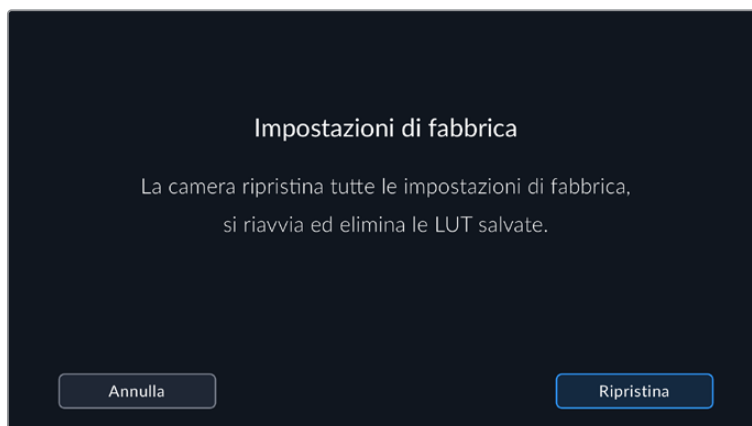 Impostazioni di fabbrica
La camera ripristina tutte le impostazioni di fabbrica,
si riavvia ed elimina le LUT salvate.
Annulla
Ripristina